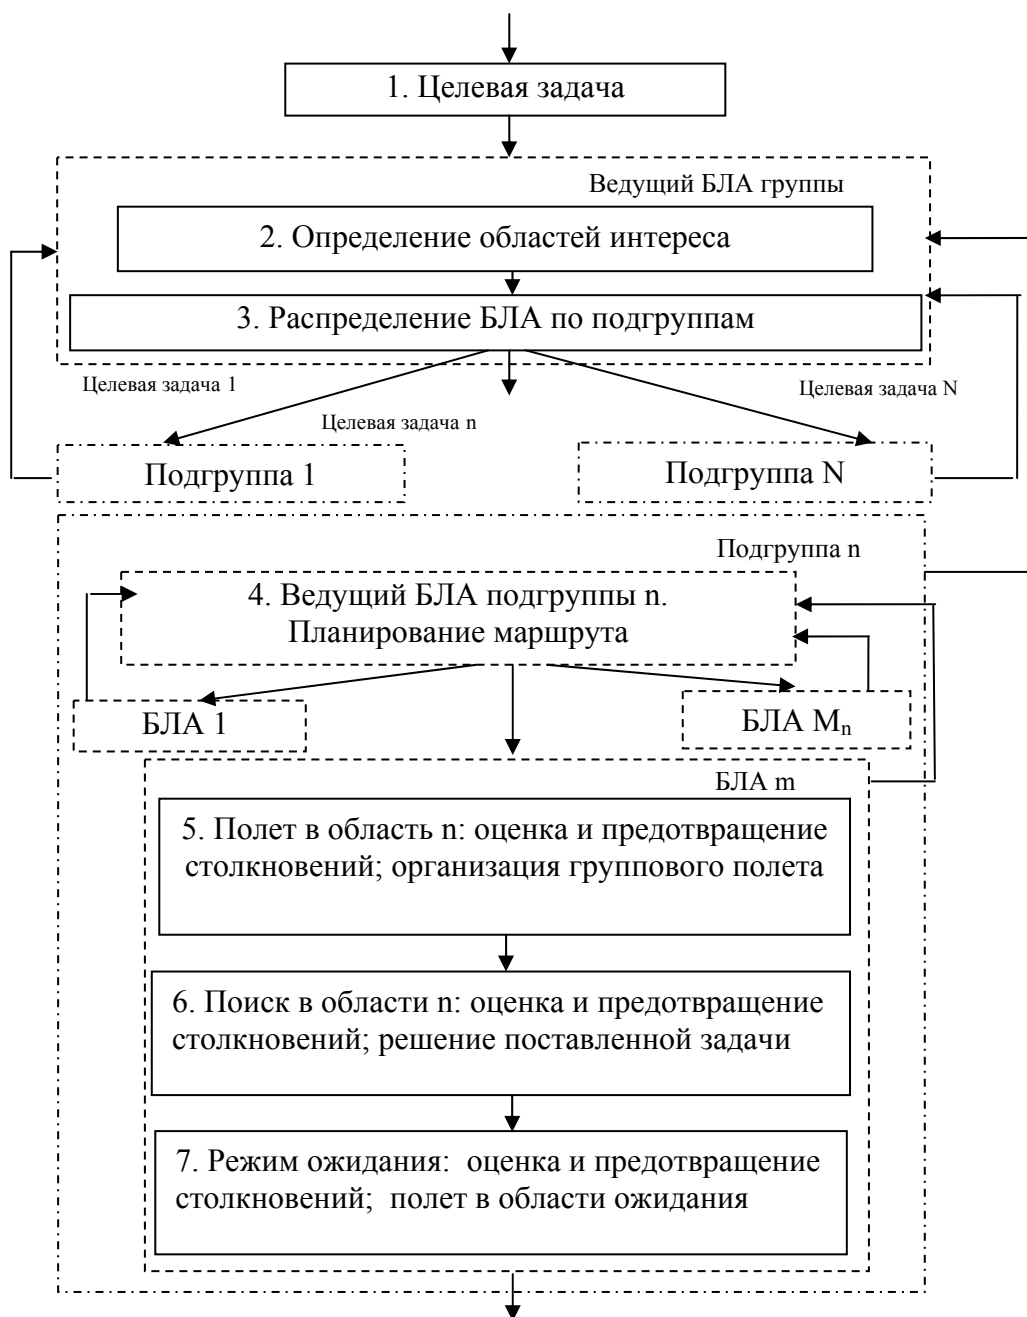 1. Целевая задача
Ведущий БЛА группы
2. Определение областей интереса
3. Распределение БЛА по подгруппам
Целевая задача 1
Целевая задача n
Целевая задача N
Подгруппа 1
Подгруппа N
Подгруппа n
4. Ведущий БЛА подгруппы n.
Планирование маршрута
БЛА 1
БЛА Mn
БЛА m
5. Полет в область n: оценка и предотвращение
столкновений; организация группового полета
6. Поиск в области n: оценка и предотвращение
столкновений; решение поставленной задачи
7. Режим ожидания: оценка и предотвращение
столкновений; полет в области ожидания